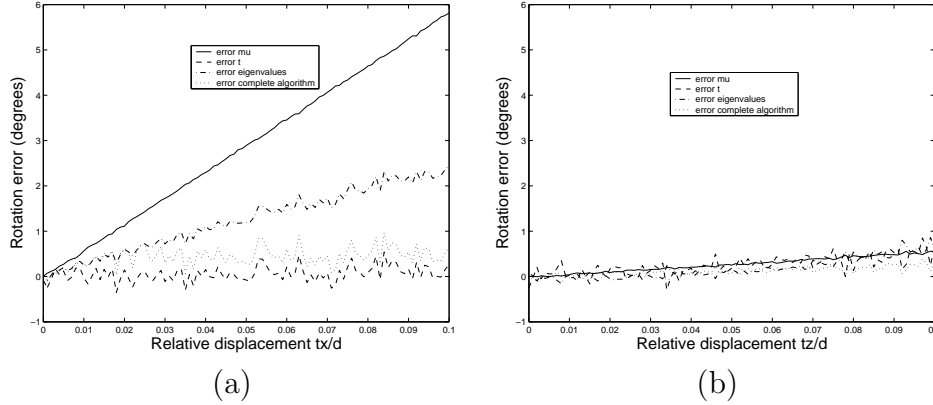 6
5
4
3
2
1
0
−1
0
0.01
0.02
0.03
0.04
0.05
0.06
0.07
0.08
0.09
0.1
Rotation error (degrees)
Relative displacement tx/d
error mu
error t
error eigenvalues
error complete algorithm
(a)
6
5
4
3
2
1
0
−1
0
0.01
0.02
0.03
0.04
0.05
0.06
0.07
0.08
0.09
Rotation error (degrees)
Relative displacement tz/d
error mu
error t
error eigenvalues
error complete algorithm
(b)